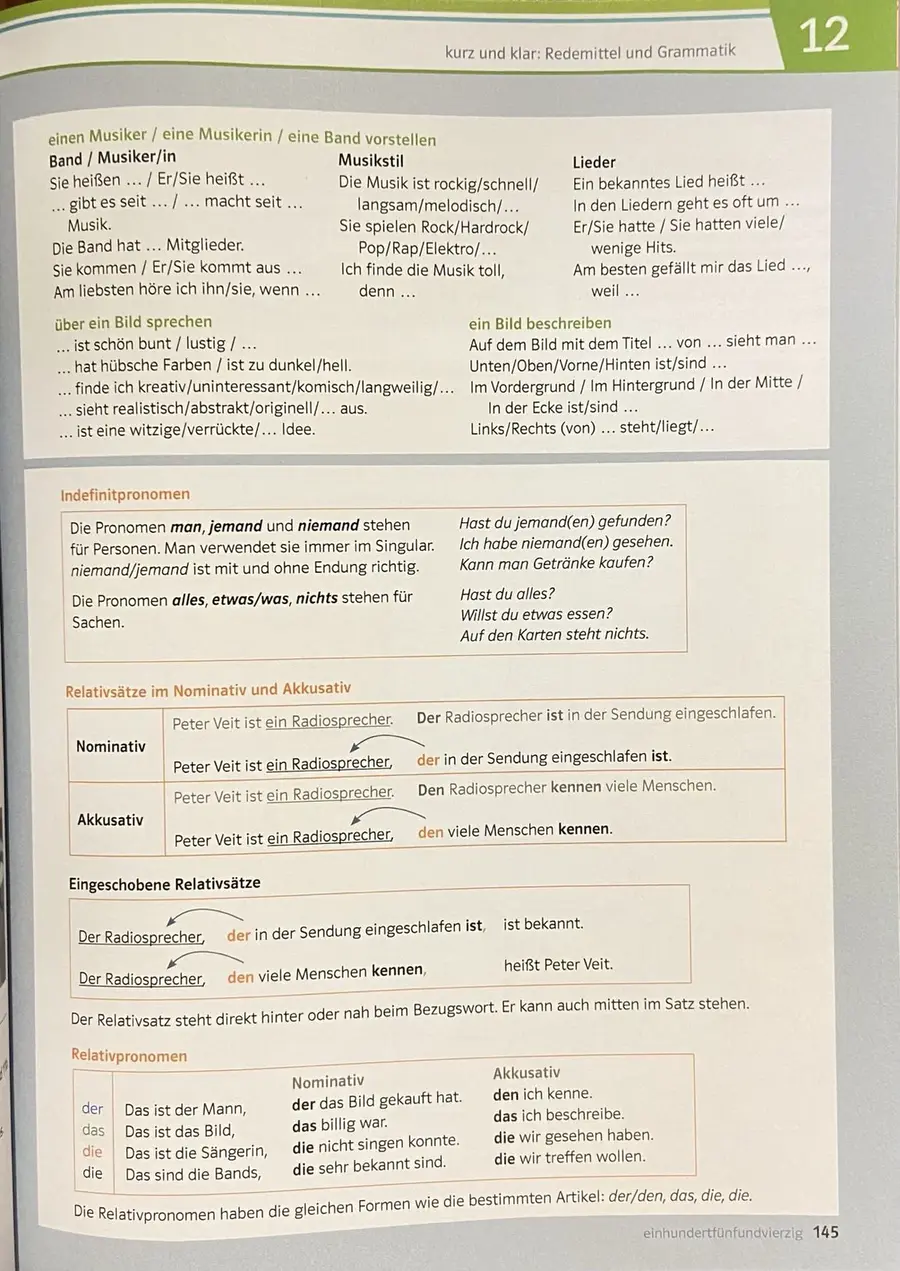 kurz und klar: Redemittel und Grammatik
12
einen Musiker / eine Musikerin / eine Band vorstellen
Band / Musiker/in
Sie heißen … / Er/Sie heißt …
… gibt es seit … / … macht seit …
Musik.
Die Band hat … Mitglieder.
Sie kommen / Er/Sie kommt aus …
Am liebsten höre ich ihn/sie, wenn …
Musikstil
Die Musik ist rockig/schnell/
langsam/melodisch/…
Sie spielen Rock/Hardrock/
Pop/Rap/Elektro/…
Ich finde die Musik toll,
denn …
Lieder
Ein bekanntes Lied heißt …
In den Liedern geht es oft um …
Er/Sie hatte / Sie hatten viele/
wenige Hits.
Am besten gefällt mir das Lied …,
weil …
über ein Bild sprechen
… ist schön bunt / lustig / …
… hat hübsche Farben / ist zu dunkel/hell.
… finde ich kreativ/uninteressant/komisch/langweilig/…
… sieht realistisch/abstrakt/originell/… aus.
… ist eine witzige/verrückte/… Idee.
ein Bild beschreiben
Auf dem Bild mit dem Titel … von … sieht man …
Unten/Oben/Vorne/Hinten ist/sind …
Im Vordergrund / Im Hintergrund / In der Mitte /
In der Ecke ist/sind …
Links/Rechts (von) … steht/liegt/…
Indefinitpronomen
Die Pronomen man, jemand und niemand stehen
für Personen. Man verwendet sie immer im Singular.
niemand/jemand ist mit und ohne Endung richtig.
Hast du jemand(en) gefunden?
Ich habe niemand(en) gesehen.
Kann man Getränke kaufen?
Die Pronomen alles, etwas/was, nichts stehen für
Sachen.
Hast du alles?
Willst du etwas essen?
Auf den Karten steht nichts.
Relativsätze im Nominativ und Akkusativ
Nominativ
Peter Veit ist ein Radiosprecher. Der Radiosprecher ist in der Sendung eingeschlafen.
Peter Veit ist ein Radiosprecher, der in der Sendung eingeschlafen ist.
Akkusativ
Peter Veit ist ein Radiosprecher. Den Radiosprecher kennen viele Menschen.
Peter Veit ist ein Radiosprecher, den viele Menschen kennen.
Eingeschobene Relativsätze
Der Radiosprecher, der in der Sendung eingeschlafen ist, ist bekannt.
Der Radiosprecher, den viele Menschen kennen, heißt Peter Veit.
Der Relativsatz steht direkt hinter oder nah beim Bezugswort. Er kann auch mitten im Satz stehen.
Relativpronomen
Nominativ Akkusativ
der Das ist der Mann, der das Bild gekauft hat. den ich kenne.
das Das ist das Bild, das billig war. das ich beschreibe.
die Das ist die Sängerin, die nicht singen konnte. die wir gesehen haben.
die Das sind die Bands, die sehr bekannt sind. die wir treffen wollen.
Die Relativpronomen haben die gleichen Formen wie die bestimmten Artikel: der/den, das, die, die.
einhundertfünfundvierzig 145